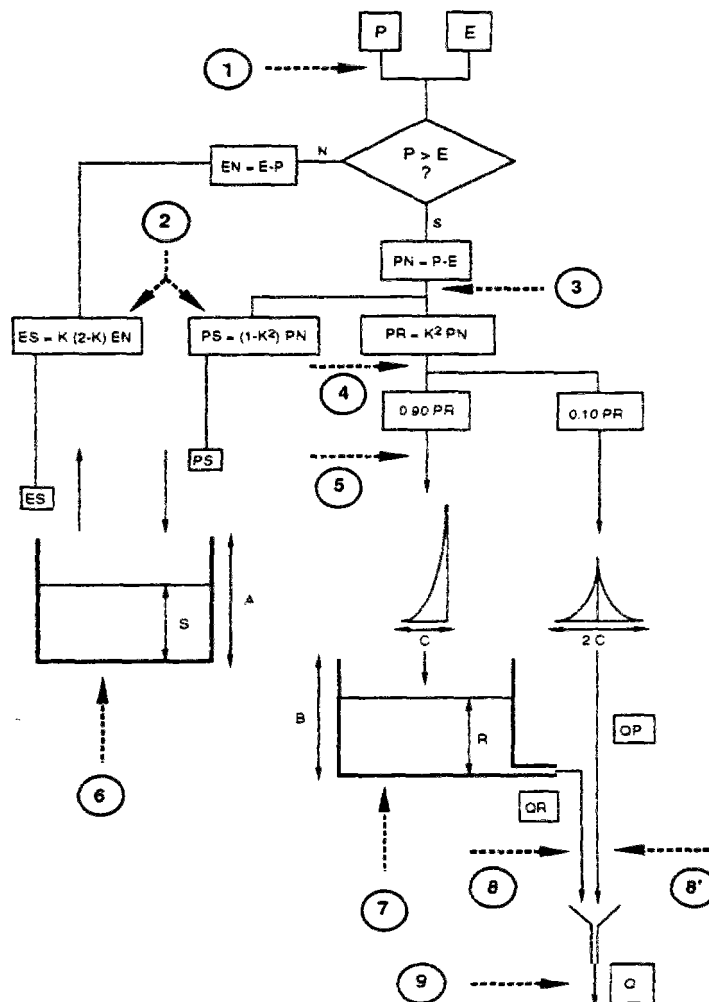 P
E
1
P > E
?
N
EN = E-P
S
2
PN = P-E
3
ES = K (2-K) EN
PS = (1-K²) PN
PR = K² PN
4
0.90 PR
0.10 PR
PS
5
ES
A
S
C
2 C
B
R
QP
6
QR
7
8
8'
9
Q